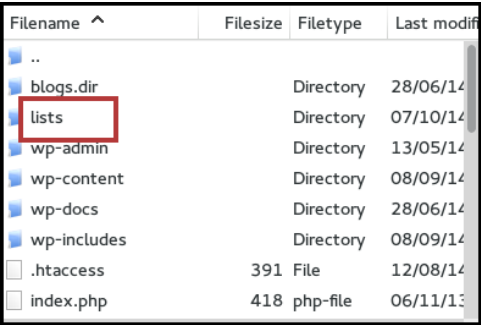 Filename Filesize Filetype Last modifi
..
blogs.dir Directory 28/06/14
lists Directory 07/10/14
wp-admin Directory 13/05/14
wp-content Directory 08/09/14
wp-docs Directory 28/06/14
wp-includes Directory 08/09/14
.htaccess 391 File 12/08/14
index.php 418 php-file 06/11/13